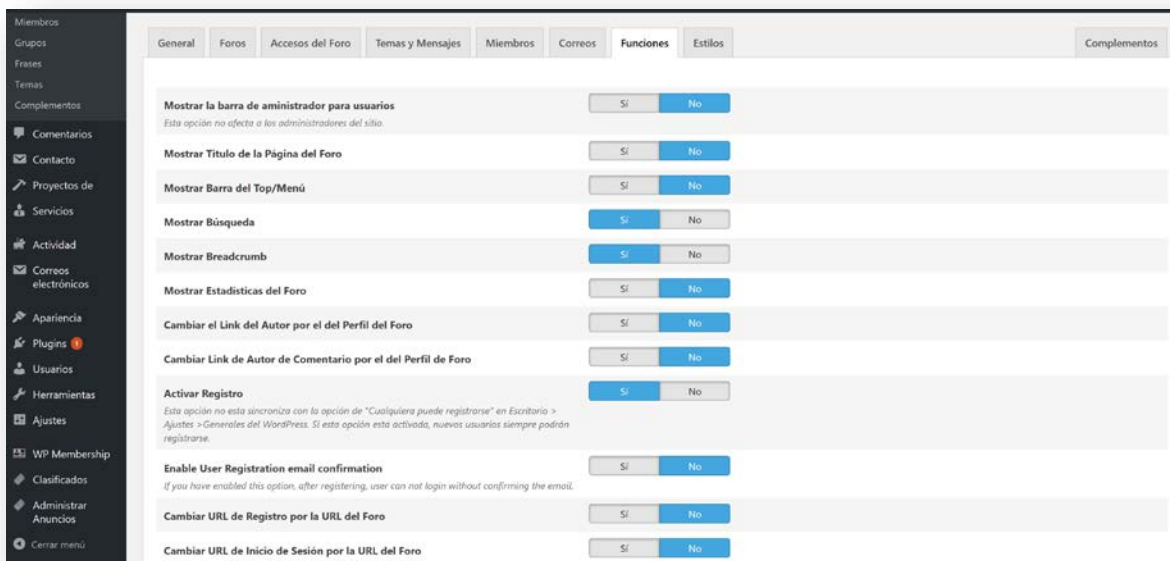 Miembros
Grupos
Frases
Temas
Complementos
Comentarios
Contacto
Proyectos de
Servicios
Actividad
Correos
electrónicos
Apariencia
Plugins 1
Usuarios
Herramientas
Ajustes
WP Membership
Clasificados
Administrar
Anuncios
Cerrar menú
General Foros Accesos del Foro Temas y Mensajes Miembros Correos Funciones Estilos Complementos
Mostrar la barra de aministrador para usuarios Sí No
Esta opción no afecta a los administradores del sitio.
Mostrar Titulo de la Página del Foro Sí No
Mostrar Barra del Top/Menú Sí No
Mostrar Búsqueda Sí No
Mostrar Breadcrumb Sí No
Mostrar Estadísticas del Foro Sí No
Cambiar el Link del Autor por el del Perfil del Foro Sí No
Cambiar Link de Autor de Comentario por el del Perfil de Foro Sí No
Activar Registro Sí No
Esta opción no esta sincroniza con la opción de "Cualquiera puede registrarse" en Escritorio >
Ajustes >Generales del WordPress. Si esta opción esta activada, nuevos usuarios siempre podrán
registrarse.
Enable User Registration email confirmation Sí No
If you have enabled this option, after registering, user can not login without confirming the email.
Cambiar URL de Registro por la URL del Foro Sí No
Cambiar URL de Inicio de Sesión por la URL del Foro Sí No